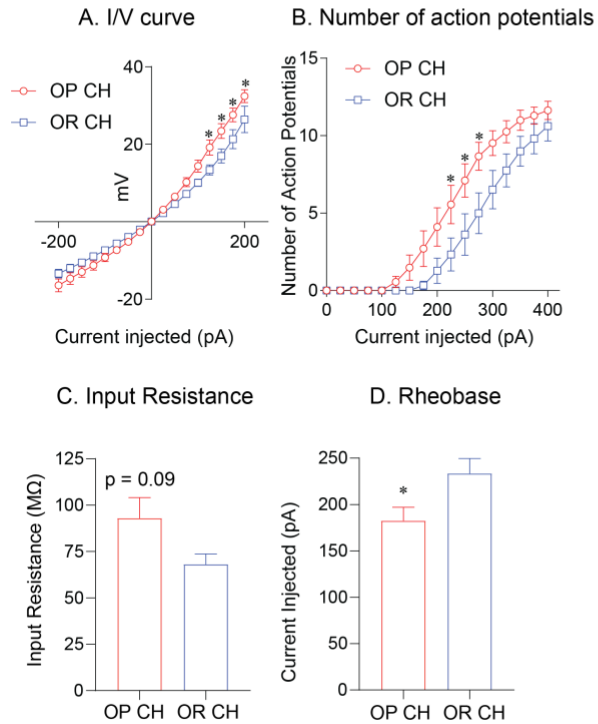 A. I/V curve
40
OP CH
OR CH
20
mV
-200
200
-20
Current injected (pA)
* * * *
B. Number of action potentials
15
OP CH
OR CH
10
5
0
* * *
Number of Action Potentials
0 100 200 300 400
Current injected (pA)
C. Input Resistance
125
p = 0.09
100
75
50
25
0
Input Resistance (MΩ)
OP CH OR CH
D. Rheobase
250
200
*
150
100
50
0
Current Injected (pA)
OP CH OR CH